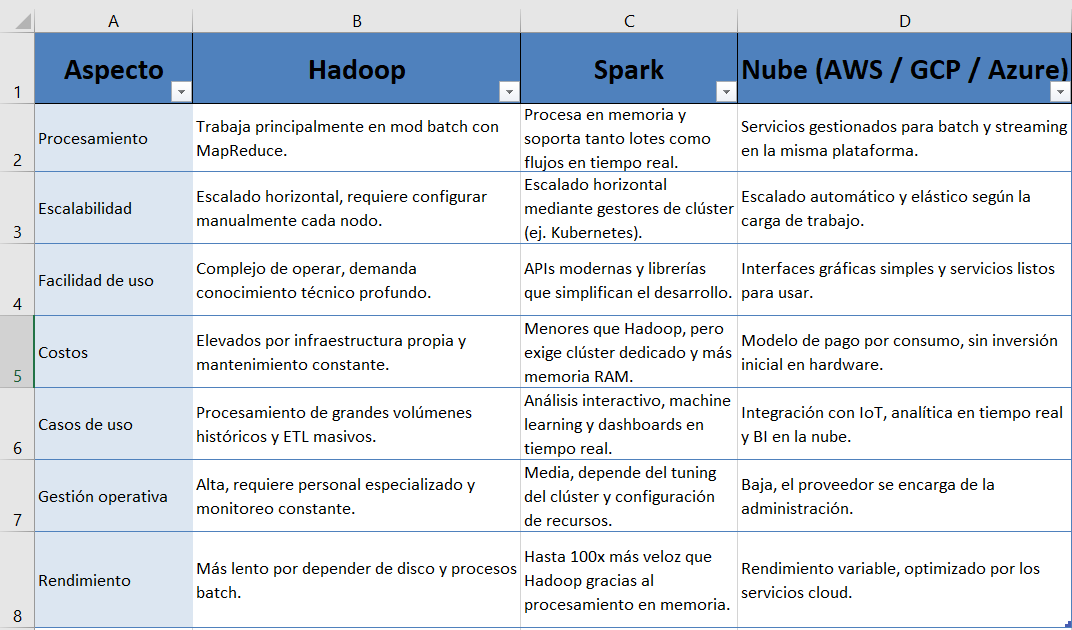 A B C D
1 Aspecto Hadoop Spark Nube (AWS / GCP / Azure)
2
Procesamiento
Trabaja principalmente en mod batch con
MapReduce.
Procesa en memoria y
soporta tanto lotes como
flujos en tiempo real.
Servicios gestionados para batch y streaming
en la misma plataforma.
3
Escalabilidad
Escalado horizontal, requiere configurar
manualmente cada nodo.
Escalado horizontal
mediante gestores de clúster
(ej. Kubernetes).
Escalado automático y elástico según la
carga de trabajo.
4
Facilidad de uso
Complejo de operar, demanda
conocimiento técnico profundo.
APIs modernas y librerías
que simplifican el desarrollo.
Interfaces gráficas simples y servicios listos
para usar.
5
Costos
Elevados por infraestructura propia y
mantenimiento constante.
Menores que Hadoop, pero
exige clúster dedicado y más
memoria RAM.
Modelo de pago por consumo, sin inversión
inicial en hardware.
6
Casos de uso
Procesamiento de grandes volúmenes
históricos y ETL masivos.
Análisis interactivo, machine
learning y dashboards en
tiempo real.
Integración con IoT, analítica en tiempo real
y BI en la nube.
7
Gestión operativa
Alta, requiere personal especializado y
monitoreo constante.
Media, depende del tuning
del clúster y configuración
de recursos.
Baja, el proveedor se encarga de la
administración.
8
Rendimiento
Más lento por depender de disco y procesos
batch.
Hasta 100x más veloz que
Hadoop gracias al
procesamiento en memoria.
Rendimiento variable, optimizado por los
servicios cloud.